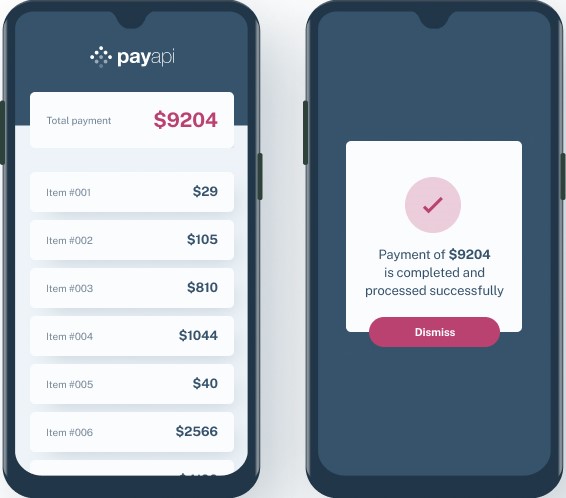 payapi
Total payment $9204
Item #001 $29
Item #002 $105
Item #003 $810
Item #004 $1044
Item #005 $40
Item #006 $2566
Payment of $9204
is completed and
processed successfully
Dismiss